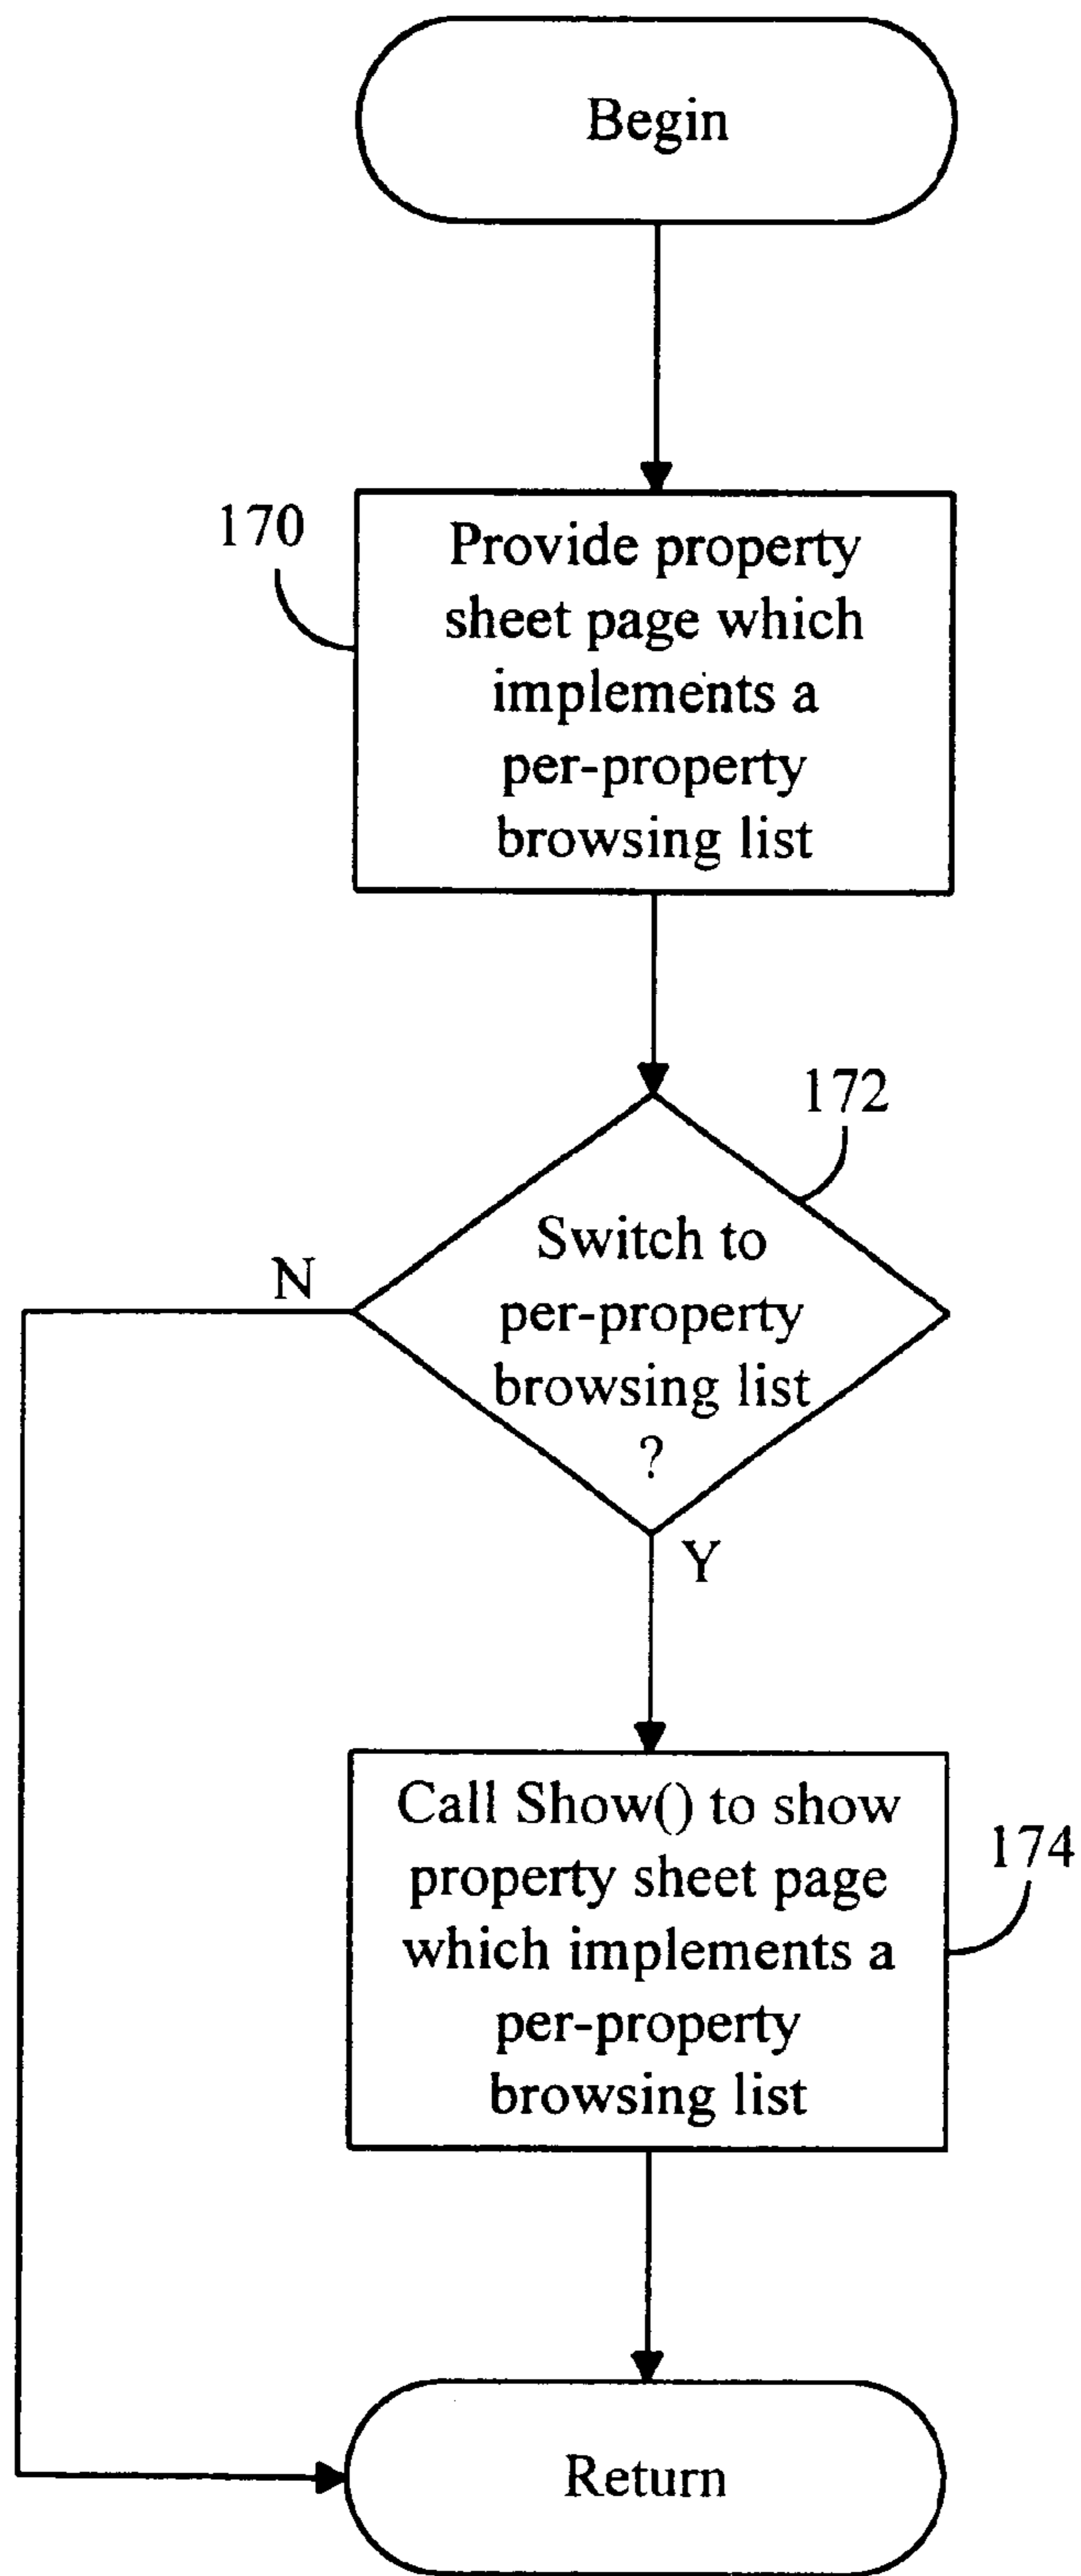 Begin
170
Provide property
sheet page which
implements a
per-property
browsing list
172
Switch to
per-property
browsing list
?
N
Y
Call Show() to show
property sheet page
which implements a
per-property
browsing list
174
Return